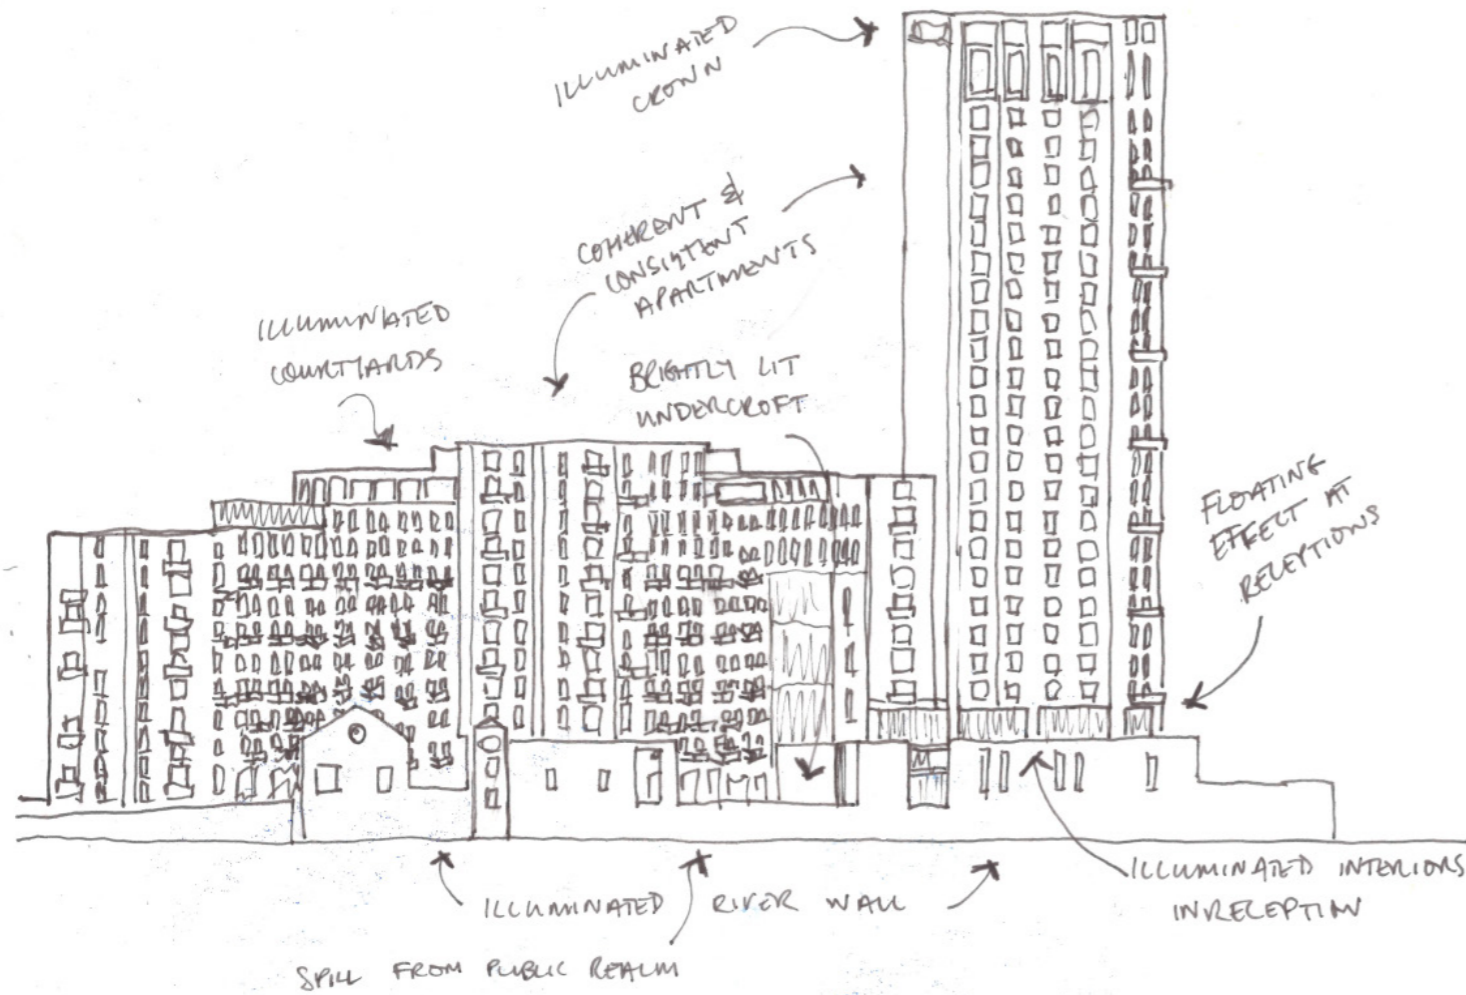 ILLUMINATED
CROWN
COHERENT &
CONSISTENT
APARTMENTS
ILLUMINATED
COURTYARDS
BRIGHTLY LIT
UNDERCROFT
FLOATING
EFFECT AT
RECEPTIONS
ILLUMINATED INTERIORS
IN RECEPTION
ILLUMINATED RIVER WALL
SPILL FROM PUBLIC REALM